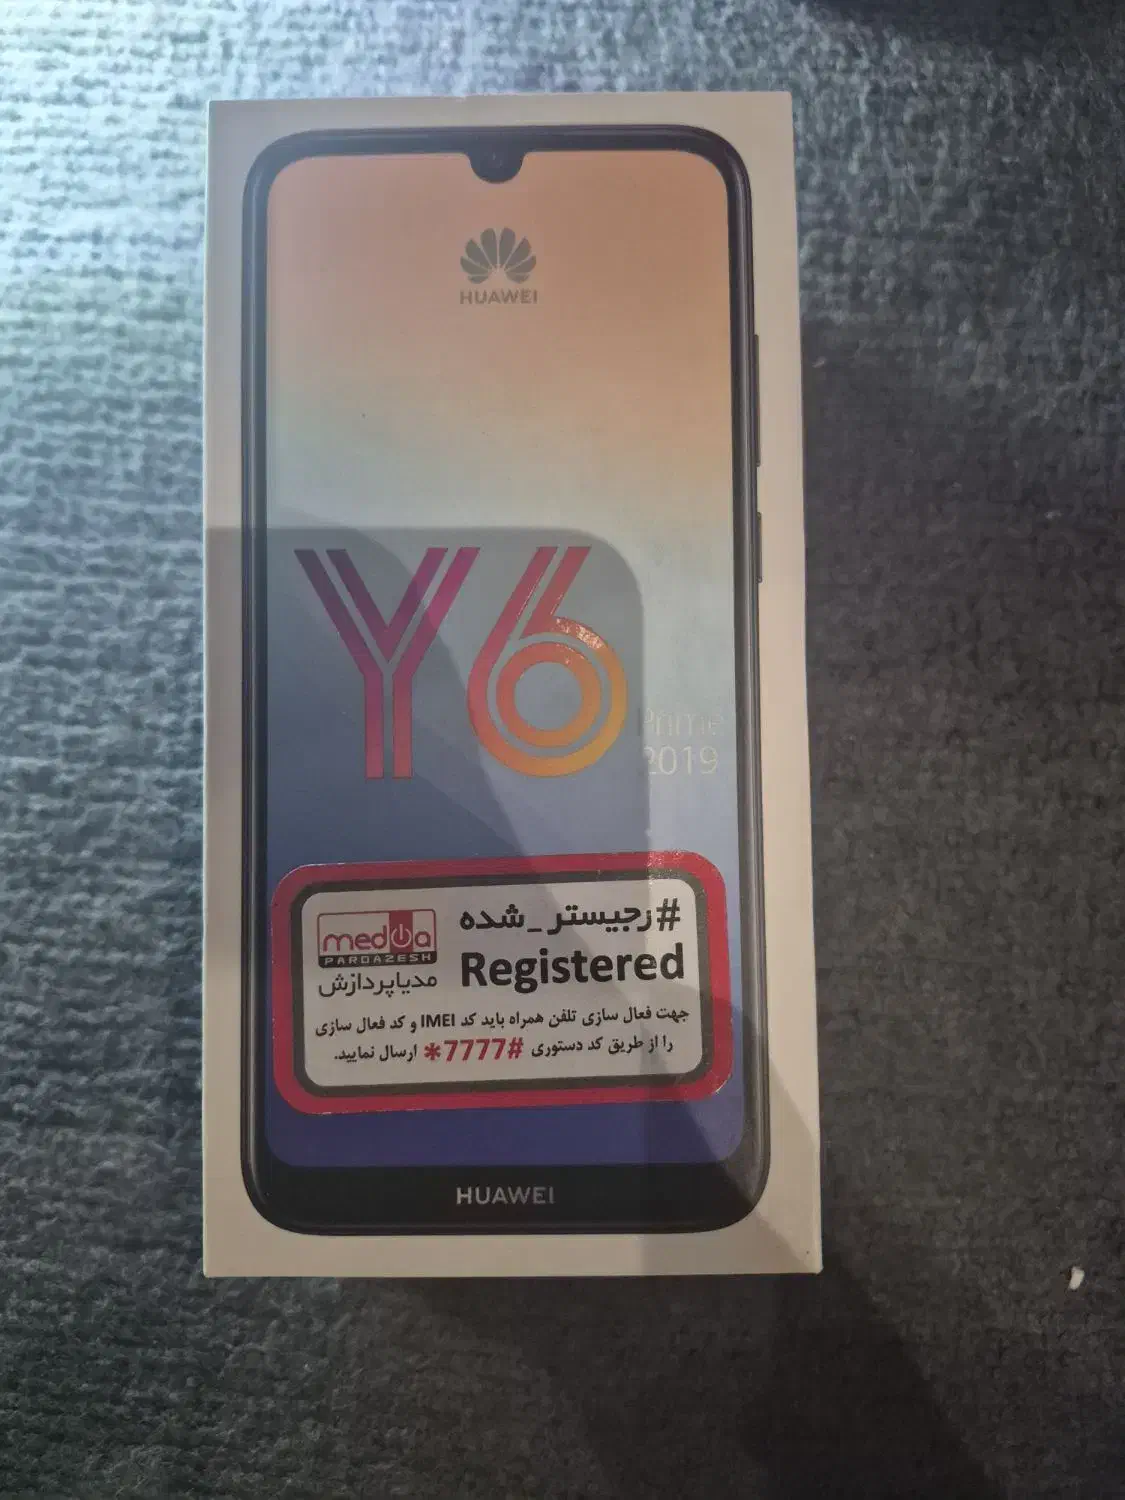 HUAWEI
Y6
Prime
2019
#رجیستر_شده
Registered
media
PARDAZESH
مدیاپردازش
جهت فعال سازی تلفن همراه باید کد IMEI و کد فعال سازی
را از طریق کد دستوری #7777* ارسال نمایید.
HUAWEI